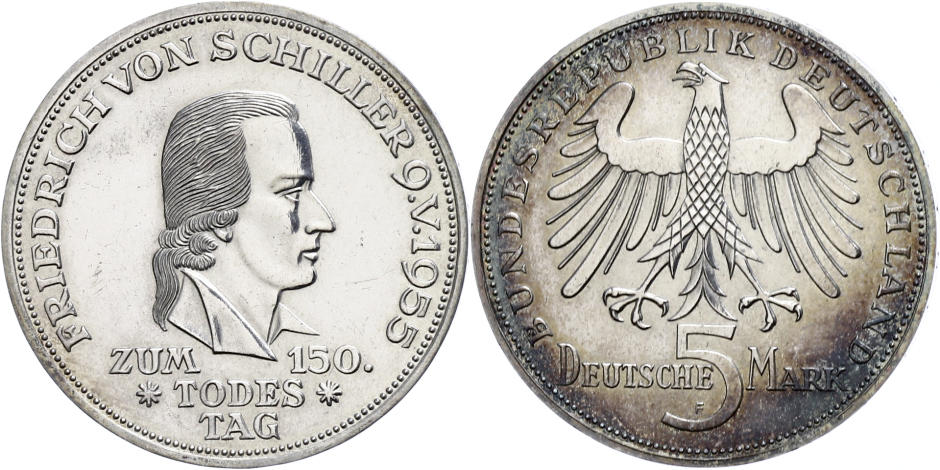 FRIEDRICH VON SCHILLER 9.V.1955
ZUM 150.
* TODES *
TAG
BUNDESREPUBLIK DEUTSCHLAND
5
DEUTSCHE MARK
F